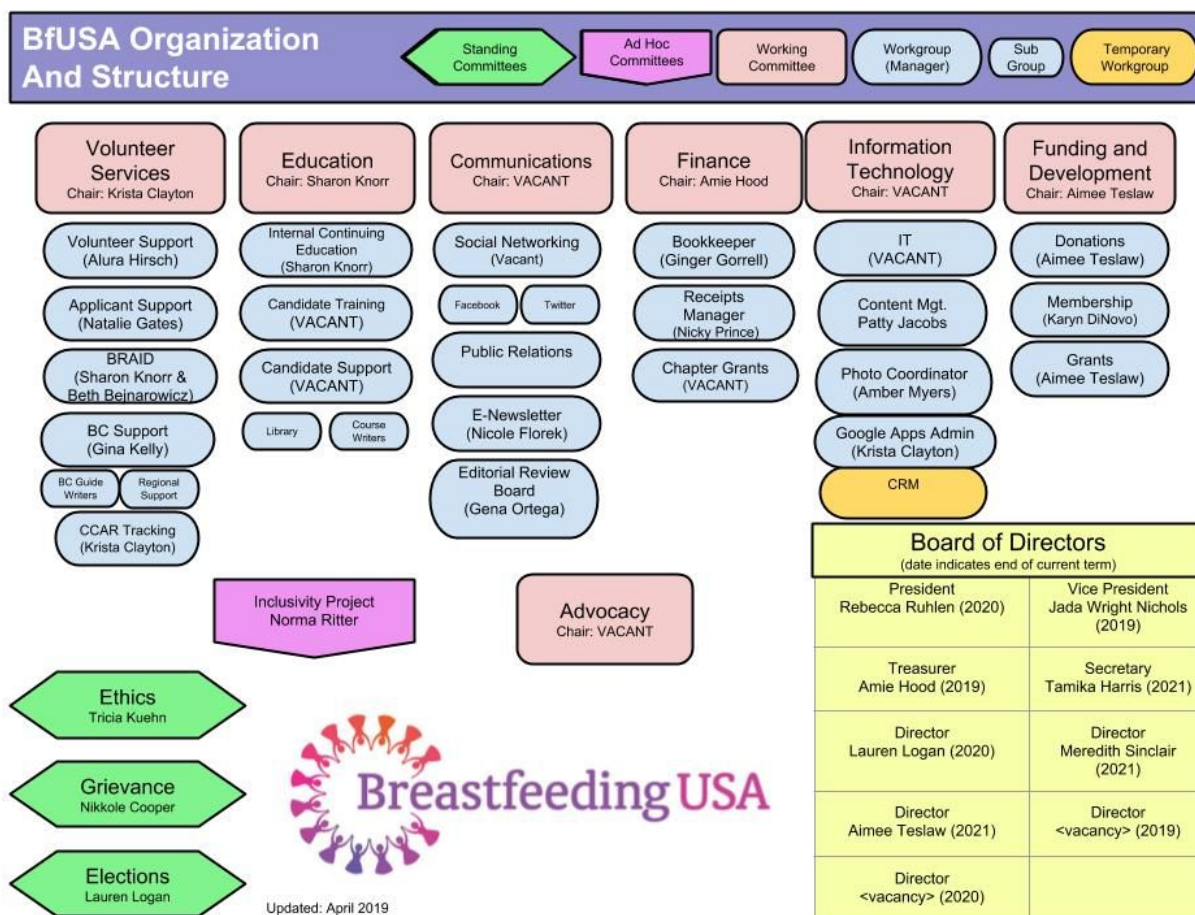 BfUSA Organization
And Structure
Standing
Committees
Ad Hoc
Committees
Working
Committee
Workgroup
(Manager)
Sub
Group
Temporary
Workgroup
Volunteer
Services
Chair: Krista Clayton
Volunteer Support
(Alura Hirsch)
Applicant Support
(Natalie Gates)
BRAID
(Sharon Knorr &
Beth Bejnarowicz)
BC Support
(Gina Kelly)
BC Guide
Writers
Regional
Support
CCAR Tracking
(Krista Clayton)
Education
Chair: Sharon Knorr
Internal Continuing
Education
(Sharon Knorr)
Candidate Training
(VACANT)
Candidate Support
(VACANT)
Library
Course
Writers
Communications
Chair: VACANT
Social Networking
(Vacant)
Facebook
Twitter
Public Relations
E-Newsletter
(Nicole Florek)
Editorial Review
Board
(Gena Ortega)
Finance
Chair: Amie Hood
Bookkeeper
(Ginger Gorrell)
Receipts
Manager
(Nicky Prince)
Chapter Grants
(VACANT)
Information
Technology
Chair: VACANT
IT
(VACANT)
Content Mgt.
Patty Jacobs
Photo Coordinator
(Amber Myers)
Google Apps Admin
(Krista Clayton)
CRM
Funding and
Development
Chair: Aimee Teslaw
Donations
(Aimee Teslaw)
Membership
(Karyn DiNovo)
Grants
(Aimee Teslaw)
Inclusivity Project
Norma Ritter
Advocacy
Chair: VACANT
Ethics
Tricia Kuehn
Grievance
Nikkole Cooper
Elections
Lauren Logan
Breastfeeding USA
Updated: April 2019
Board of Directors
(date indicates end of current term)
President
Rebecca Ruhlen (2020)
Vice President
Jada Wright Nichols
(2019)
Treasurer
Amie Hood (2019)
Secretary
Tamika Harris (2021)
Director
Lauren Logan (2020)
Director
Meredith Sinclair
(2021)
Director
Aimee Teslaw (2021)
Director
<vacancy> (2019)
Director
<vacancy> (2020)